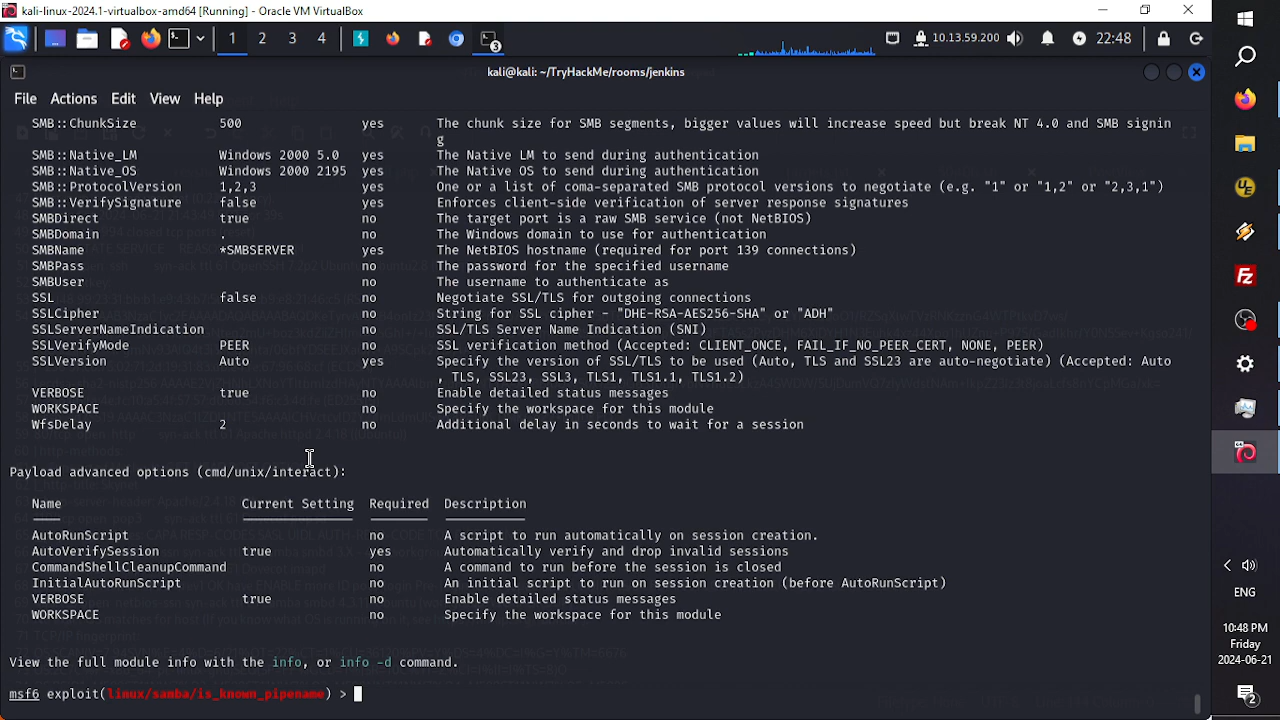 kali-linux-2024.1-virtualbox-amd64 [Running] - Oracle VM VirtualBox
1 2 3 4 3 10.13.59.200 22:48
kali@kali: ~/TryHackMe/rooms/jenkins
File Actions Edit View Help
SMB::ChunkSize 500 yes The chunk size for SMB segments, bigger values will increase speed but break NT 4.0 and SMB signin
g
SMB::Native_LM Windows 2000 5.0 yes The Native LM to send during authentication
SMB::Native_OS Windows 2000 2195 yes The Native OS to send during authentication
SMB::ProtocolVersion 1,2,3 yes One or a list of coma-separated SMB protocol versions to negotiate (e.g. "1" or "1,2" or "2,3,1")
SMB::VerifySignature false yes Enforces client-side verification of server response signatures
SMBDirect true no The target port is a raw SMB service (not NetBIOS)
SMBDomain . no The Windows domain to use for authentication
SMBName *SMBSERVER yes The NetBIOS hostname (required for port 139 connections)
SMBPass no The password for the specified username
SMBUser no The username to authenticate as
SSL false no Negotiate SSL/TLS for outgoing connections
SSLCipher no String for SSL cipher - "DHE-RSA-AES256-SHA" or "ADH"
SSLServerNameIndication no SSL/TLS Server Name Indication (SNI)
SSLVerifyMode PEER no SSL verification method (Accepted: CLIENT_ONCE, FAIL_IF_NO_PEER_CERT, NONE, PEER)
SSLVersion Auto yes Specify the version of SSL/TLS to be used (Auto, TLS and SSL23 are auto-negotiate) (Accepted: Auto
, TLS, SSL23, SSL3, TLS1, TLS1.1, TLS1.2)
VERBOSE true no Enable detailed status messages
WORKSPACE no Specify the workspace for this module
WfsDelay 2 no Additional delay in seconds to wait for a session
Payload advanced options (cmd/unix/interact):
Name Current Setting Required Description
AutoRunScript no A script to run automatically on session creation.
AutoVerifySession true yes Automatically verify and drop invalid sessions
CommandShellCleanupCommand no A command to run before the session is closed
InitialAutoRunScript no An initial script to run on session creation (before AutoRunScript)
VERBOSE true no Enable detailed status messages
WORKSPACE no Specify the workspace for this module
View the full module info with the info, or info -d command.
msf6 exploit(linux/samba/is_known_pipename) >
ENG
10:48 PM
Friday
2024-06-21
2